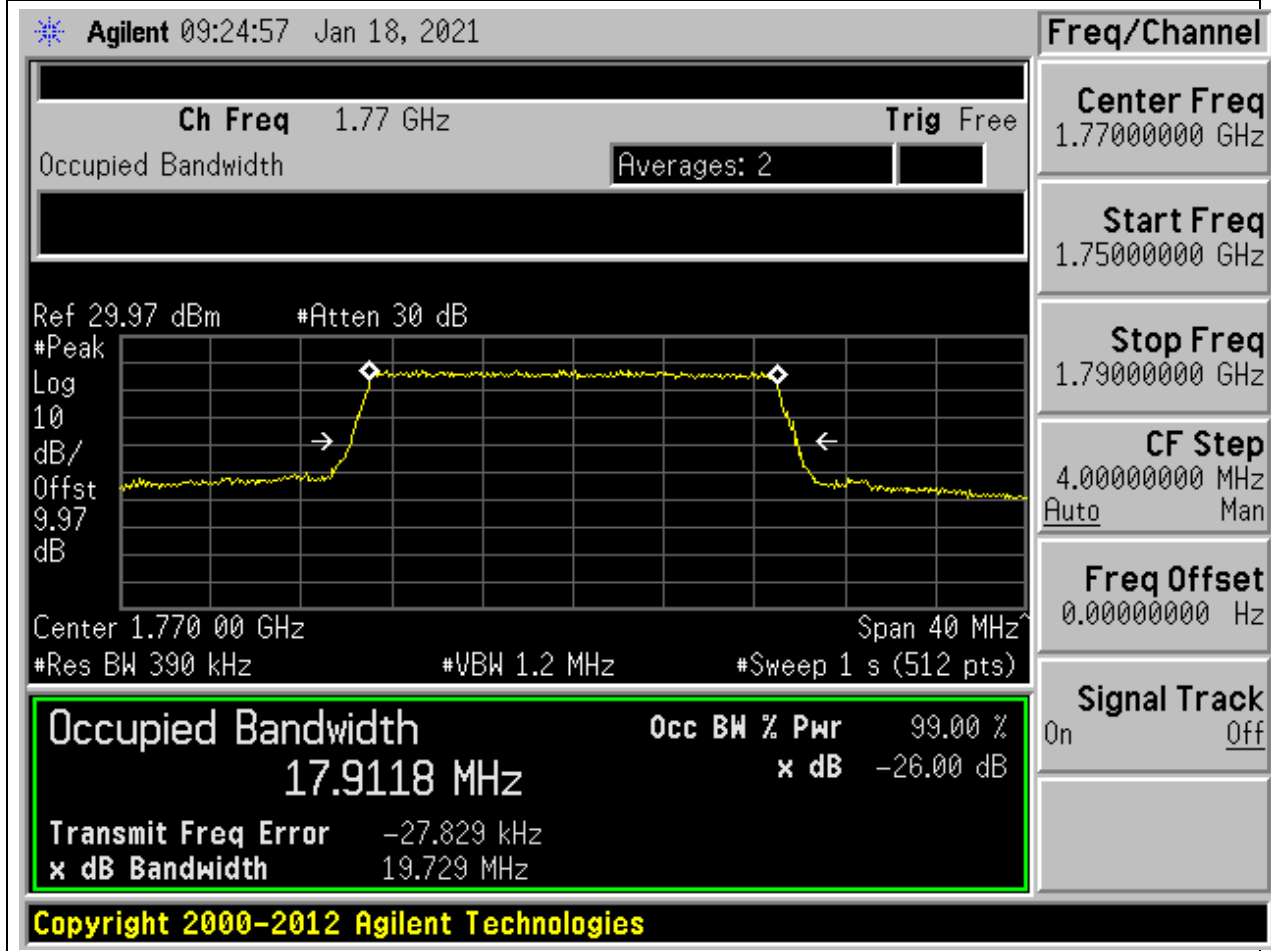 Agilent 09:24:57 Jan 18, 2021
Freq/Channel
Ch Freq 1.77 GHz Trig Free
Occupied Bandwidth Averages: 2
Ref 29.97 dBm #Atten 30 dB
#Peak
Log
10
dB/
Offst
9.97
dB
Center 1.770 00 GHz Span 40 MHz^
#Res BW 390 kHz #VBW 1.2 MHz #Sweep 1 s (512 pts)
Occupied Bandwidth
17.9118 MHz
Occ BW % Pwr 99.00 %
x dB -26.00 dB
Transmit Freq Error -27.829 kHz
x dB Bandwidth 19.729 MHz
Center Freq
1.77000000 GHz
Start Freq
1.75000000 GHz
Stop Freq
1.79000000 GHz
CF Step
4.00000000 MHz
Auto Man
Freq Offset
0.00000000 Hz
Signal Track
On Off
Copyright 2000-2012 Agilent Technologies